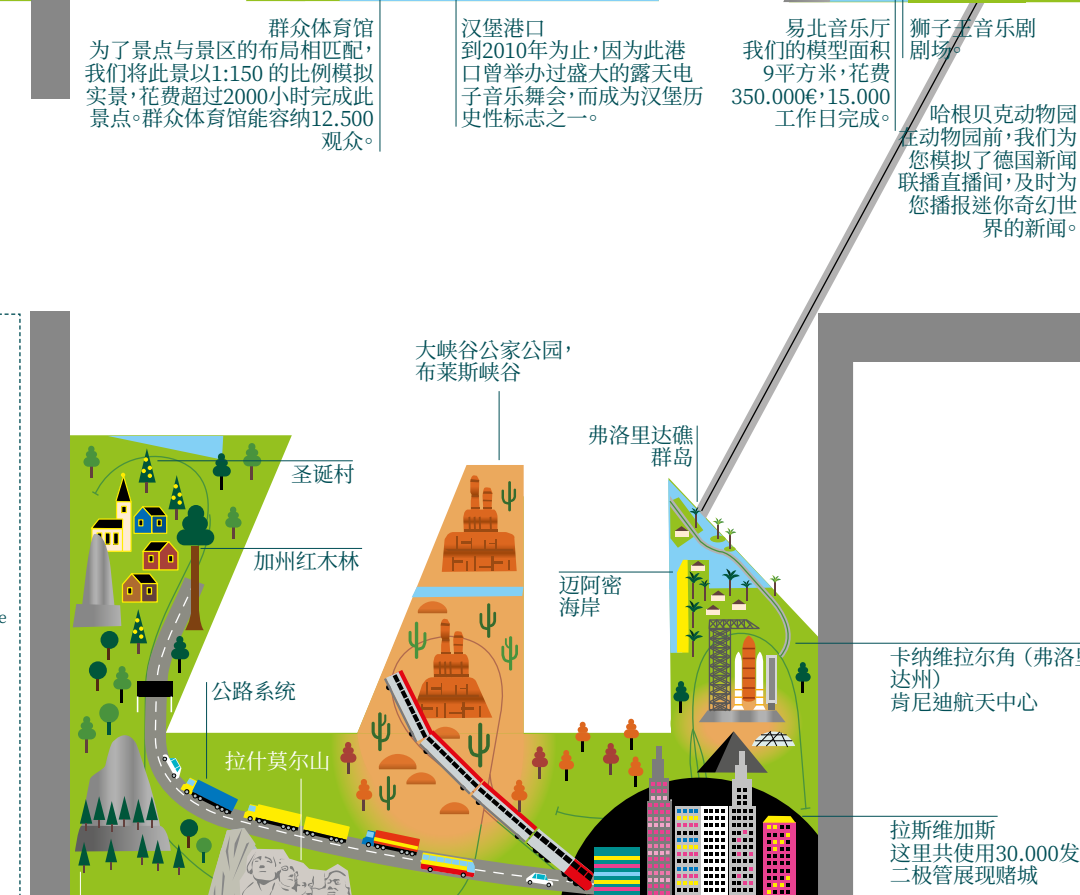 群众体育馆
为了景点与景区的布局相匹配，
我们将此景以1:150 的比例模拟
实景，花费超过2000小时完成此
景点。群众体育馆能容纳12.500
观众。
汉堡港口
到2010年为止，因为此港
口曾举办过盛大的露天电
子音乐舞会，而成为汉堡历
史性标志之一。
易北音乐厅
我们的模型面积
9平方米，花费
350.000€，15.000
工作日完成。
狮子王音乐剧
剧场。
哈根贝克动物园
在动物园前，我们为
您模拟了德国新闻
联播直播间，及时为
您播报迷你奇幻世
界的新闻。
大峡谷公家公园，
布莱斯峡谷
弗洛里达礁
群岛
圣诞村
加州红木林
迈阿密
海岸
e
卡纳维拉尔角（弗洛里
达州）
肯尼迪航天中心
公路系统
拉什莫尔山
拉斯维加斯
这里共使用30.000发
二极管展现赌城